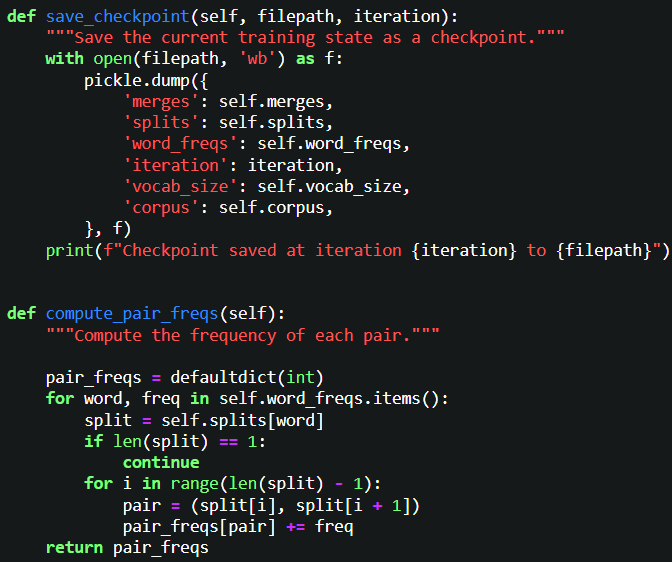 def save_checkpoint(self, filepath, iteration):
    """Save the current training state as a checkpoint."""
    with open(filepath, 'wb') as f:
        pickle.dump({
            'merges': self.merges,
            'splits': self.splits,
            'word_freqs': self.word_freqs,
            'iteration': iteration,
            'vocab_size': self.vocab_size,
            'corpus': self.corpus,
        }, f)
    print(f"Checkpoint saved at iteration {iteration} to {filepath}")

def compute_pair_freqs(self):
    """Compute the frequency of each pair."""

    pair_freqs = defaultdict(int)
    for word, freq in self.word_freqs.items():
        split = self.splits[word]
        if len(split) == 1:
            continue
        for i in range(len(split) - 1):
            pair = (split[i], split[i + 1])
            pair_freqs[pair] += freq
    return pair_freqs